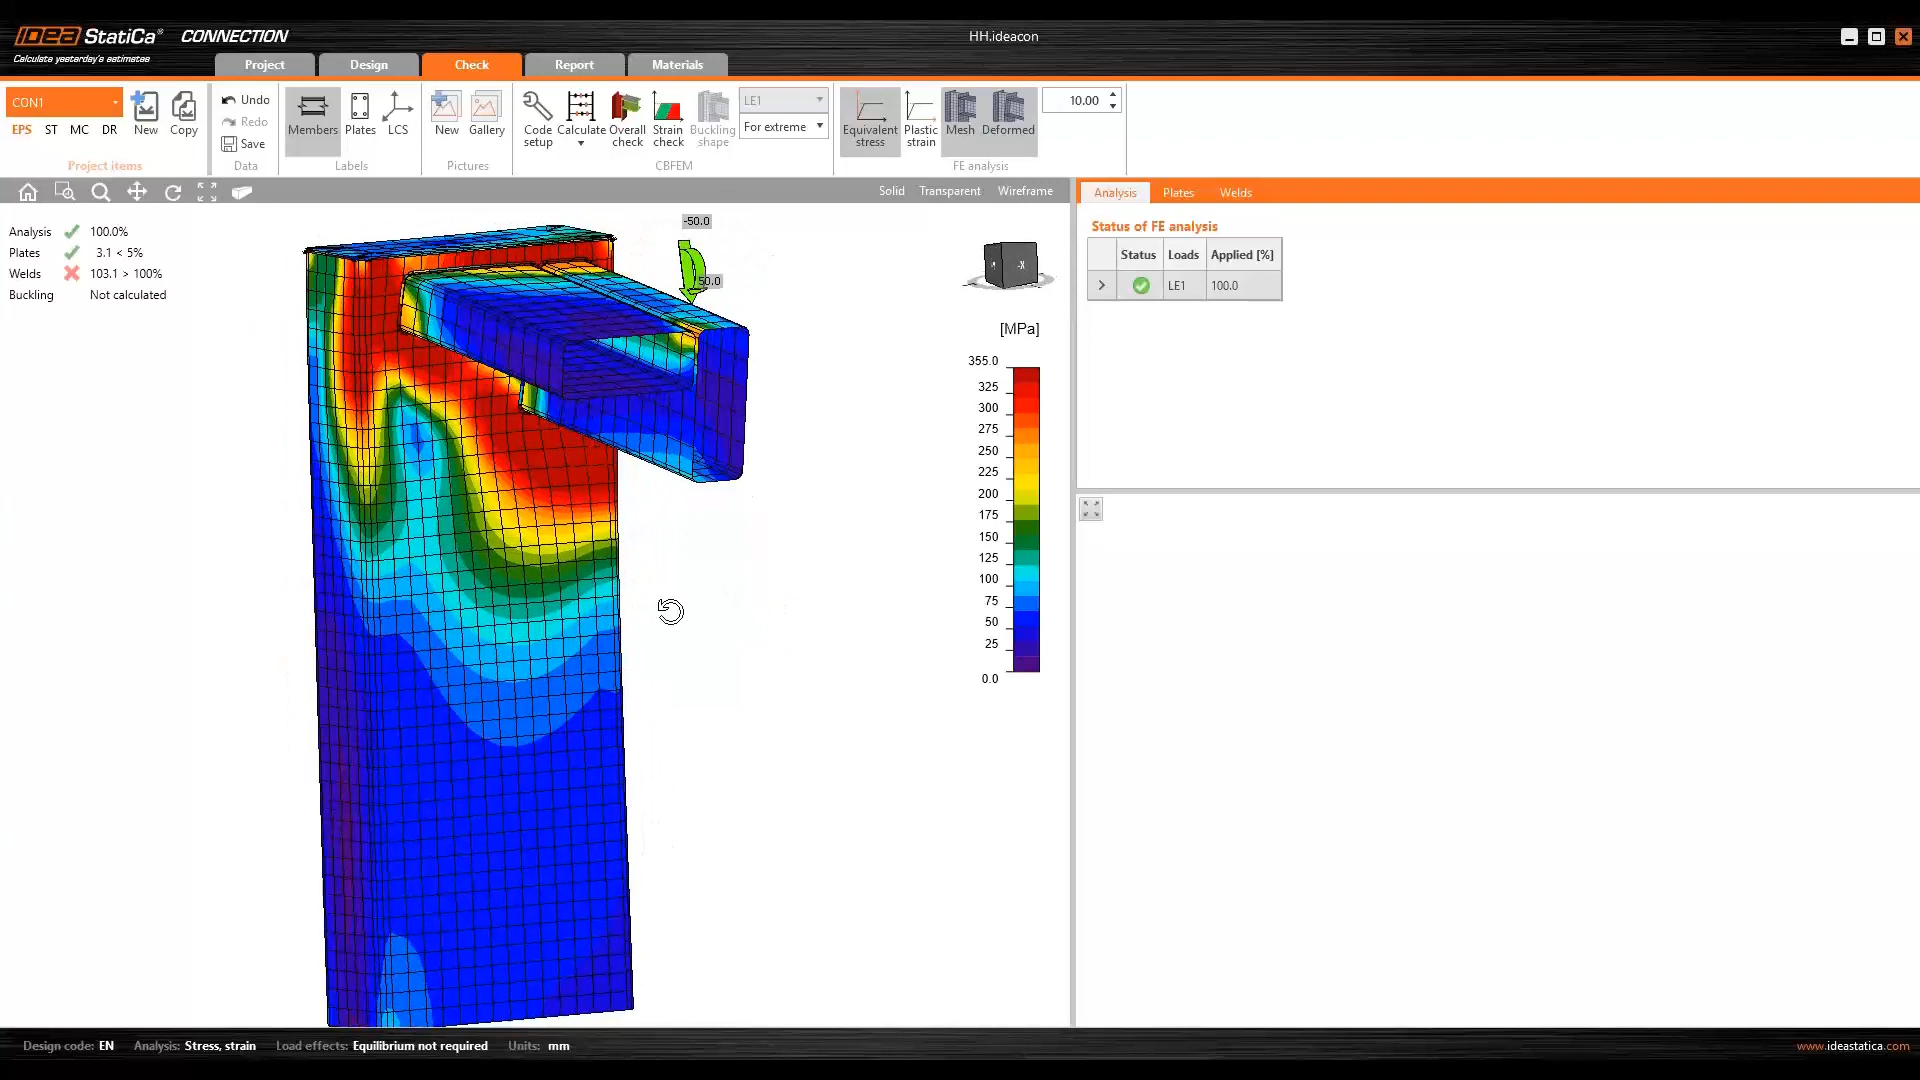 IDEA StatiCa® CONNECTION
Calculate yesterday's estimates
HH.ideacon
Project
Design
Check
Report
Materials
CON1
EPS ST MC DR
New
Copy
Project items
Undo
Redo
Save
Data
Members
Plates
LCS
Labels
New
Gallery
Pictures
Code setup
Calculate
Overall check
Strain check
Buckling shape
LE1
For extreme
CBFEM
Equivalent stress
Plastic strain
Mesh
Deformed
10.00
FE analysis
Solid
Transparent
Wireframe
Analysis 100.0%
Plates 3.1 < 5%
Welds 103.1 > 100%
Buckling Not calculated
-50.0
50.0
-X
[MPa]
355.0
325
300
275
250
225
200
175
150
125
100
75
50
25
0.0
Analysis
Plates
Welds
Status of FE analysis
Status Loads Applied [%]
LE1 100.0
Design code: EN Analysis: Stress, strain Load effects: Equilibrium not required Units: mm
www.ideastatica.com